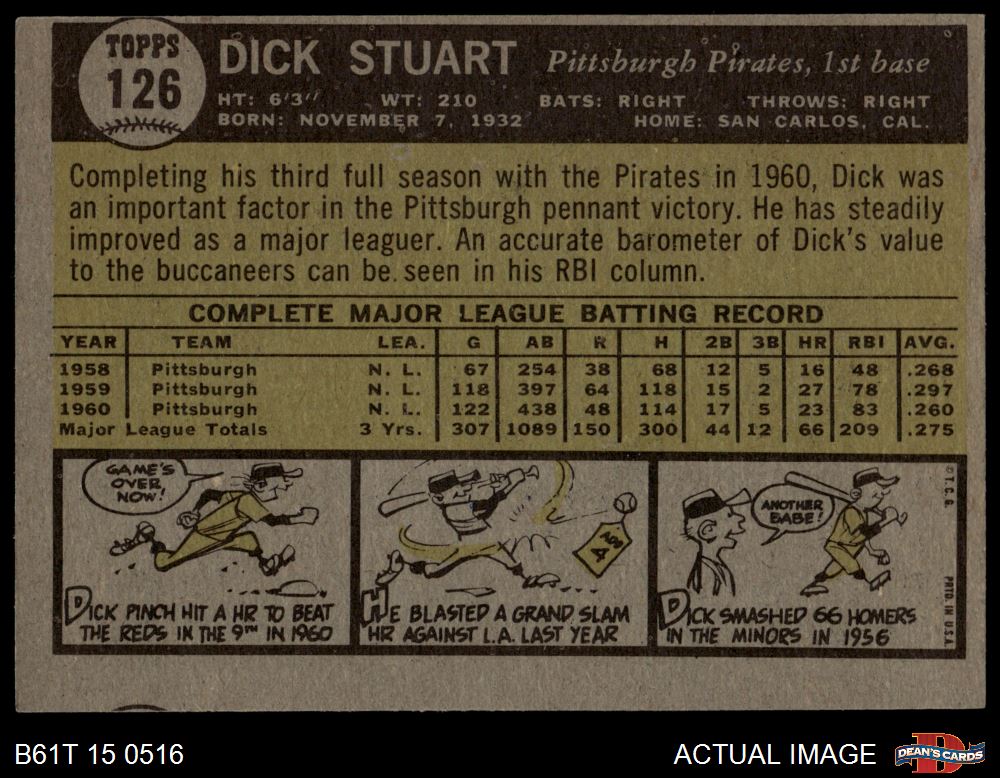 TOPPS
126
DICK STUART Pittsburgh Pirates, 1st base
HT: 6'3" WT: 210 BATS: RIGHT THROWS: RIGHT
BORN: NOVEMBER 7, 1932 HOME: SAN CARLOS, CAL.
Completing his third full season with the Pirates in 1960, Dick was
an important factor in the Pittsburgh pennant victory. He has steadily
improved as a major leaguer. An accurate barometer of Dick's value
to the buccaneers can be seen in his RBI column.
COMPLETE MAJOR LEAGUE BATTING RECORD
YEAR TEAM LEA. G AB R H 2B 3B HR RBI AVG.
1958 Pittsburgh N. L. 67 254 38 68 12 5 16 48 .268
1959 Pittsburgh N. L. 118 397 64 118 15 2 27 78 .297
1960 Pittsburgh N. L. 122 438 48 114 17 5 23 83 .260
Major League Totals 3 Yrs. 307 1089 150 300 44 12 66 209 .275
GAME'S
OVER
NOW!
DICK PINCH HIT A HR TO BEAT
THE REDS IN THE 9TH IN 1960
4
HE BLASTED A GRAND SLAM
HR AGAINST L.A. LAST YEAR
ANOTHER
BABE!
DICK SMASHED 66 HOMERS
IN THE MINORS IN 1956
© T.C.G.
PRTD. IN U.S.A.
B61T 15 0516
ACTUAL IMAGE
DEAN'S CARDS